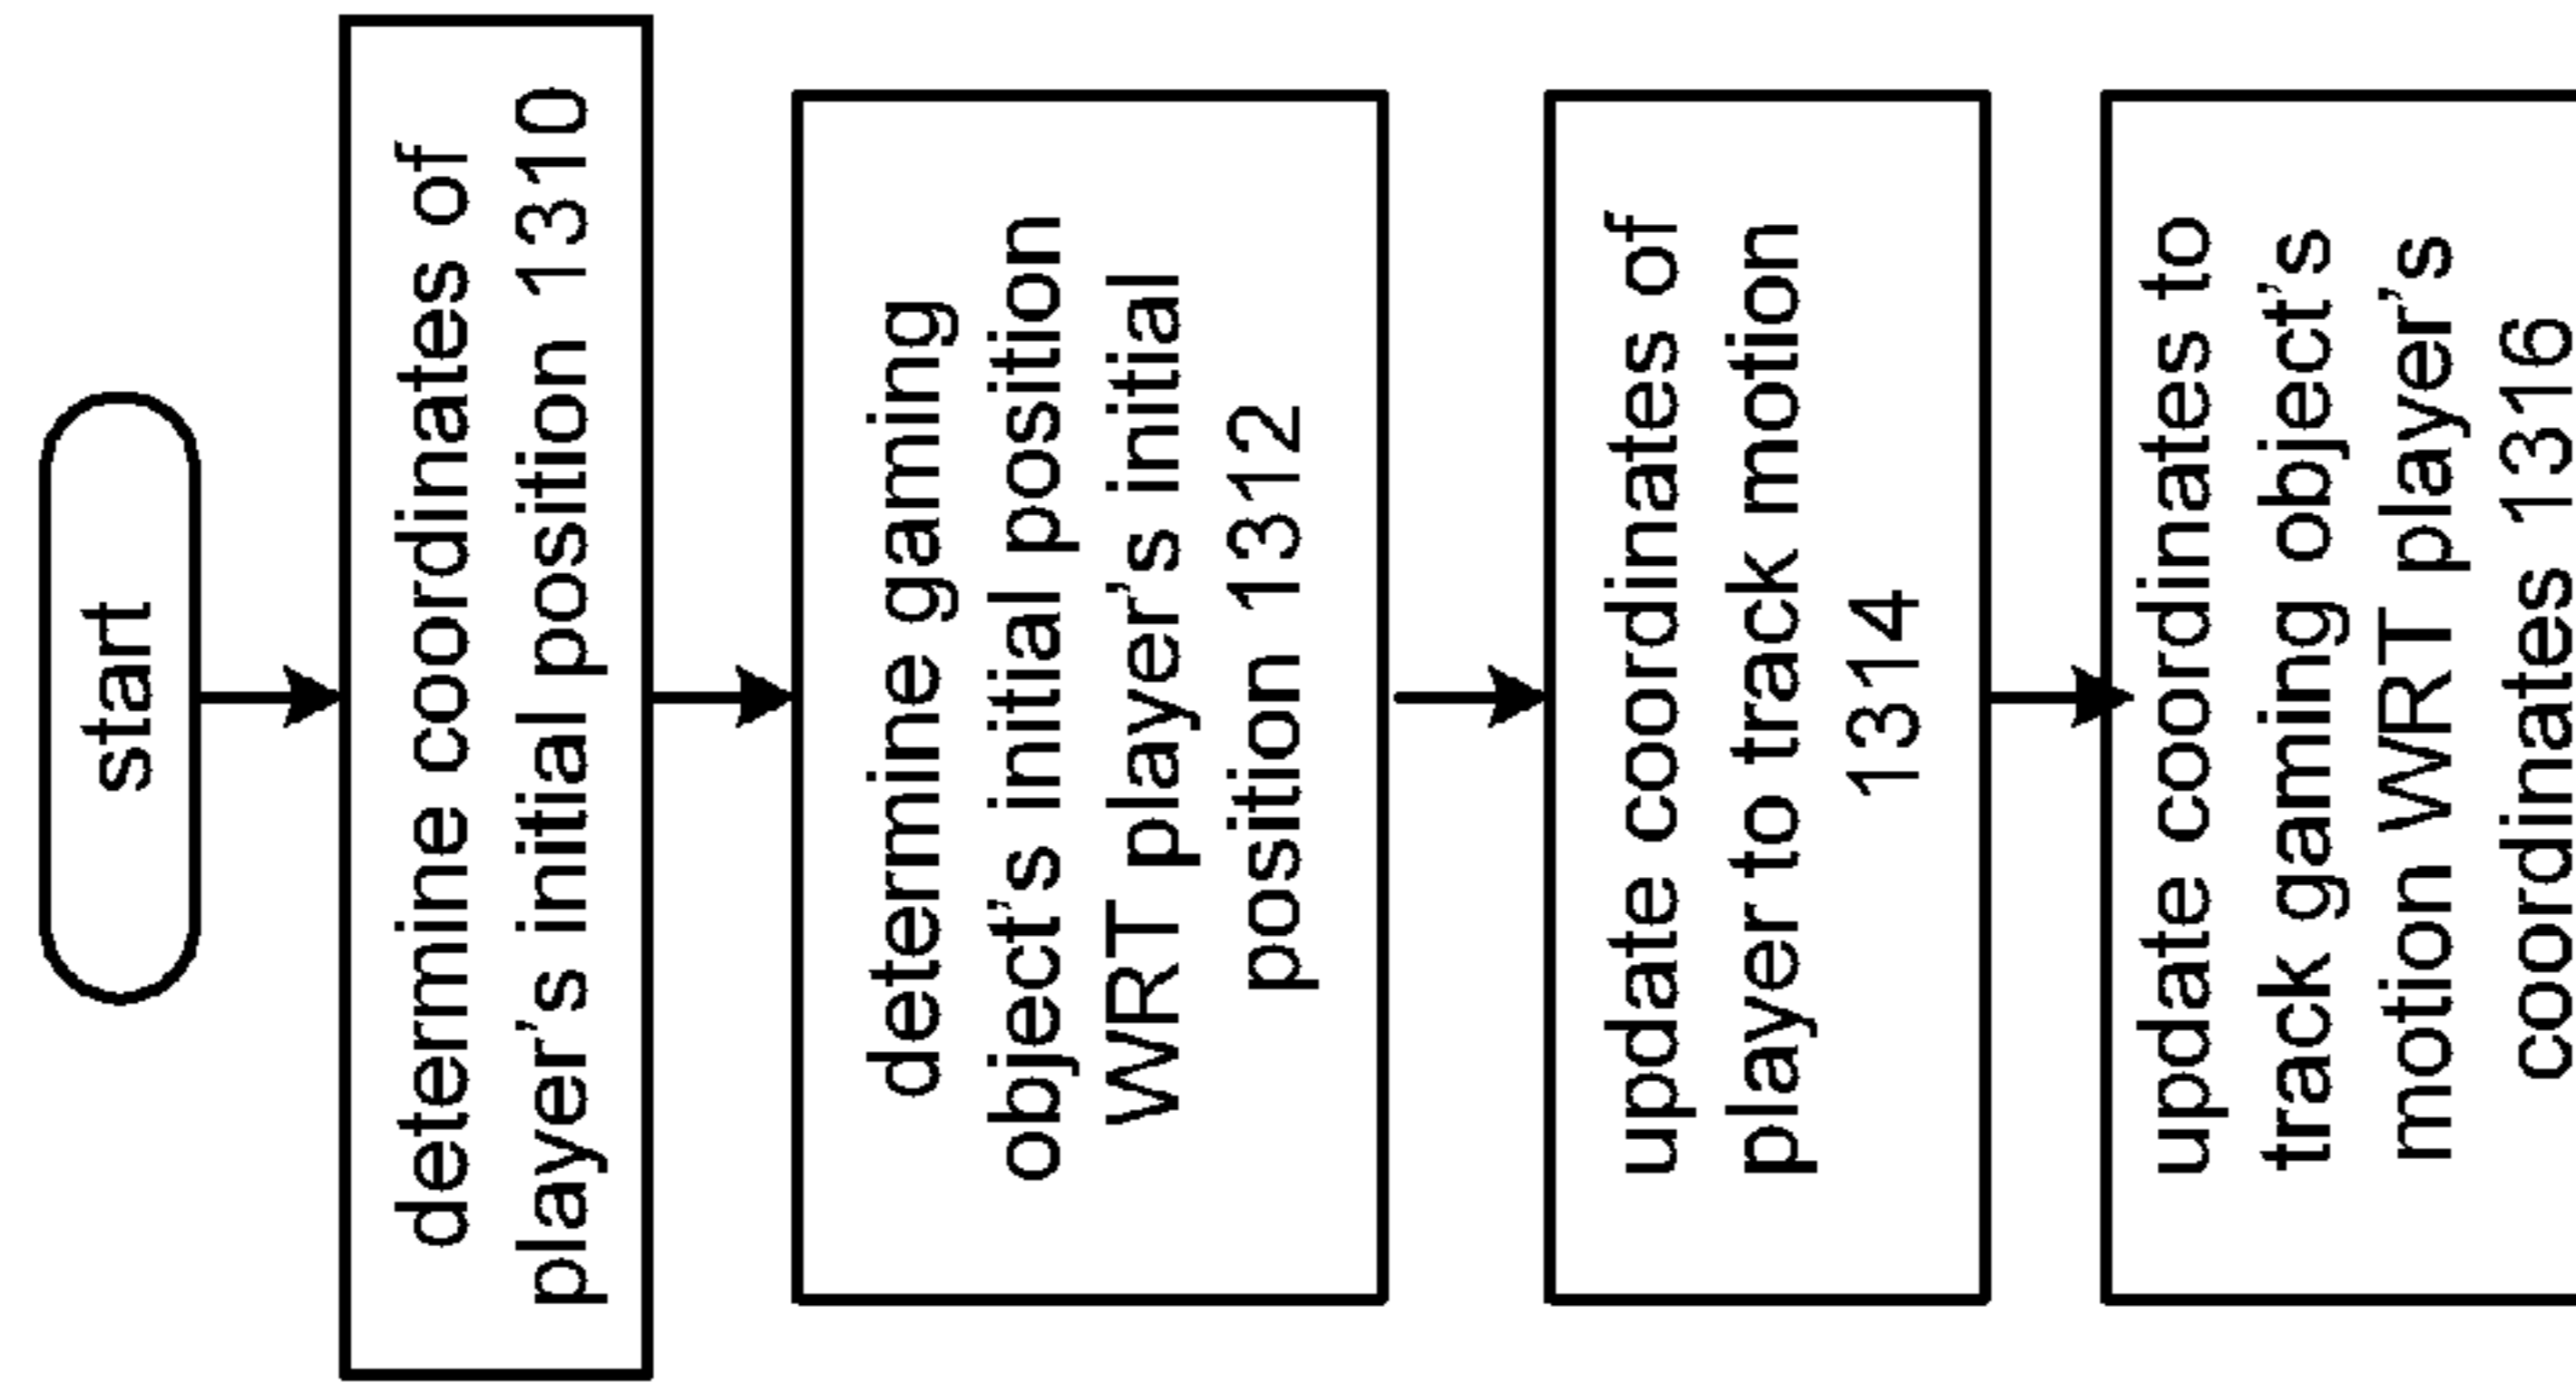 start
determine coordinates of
player's initial position 1310
determine gaming
object's initial position
WRT player's initial
position 1312
update coordinates of
player to track motion
1314
update coordinates to
track gaming object's
motion WRT player's
coordinates 1316